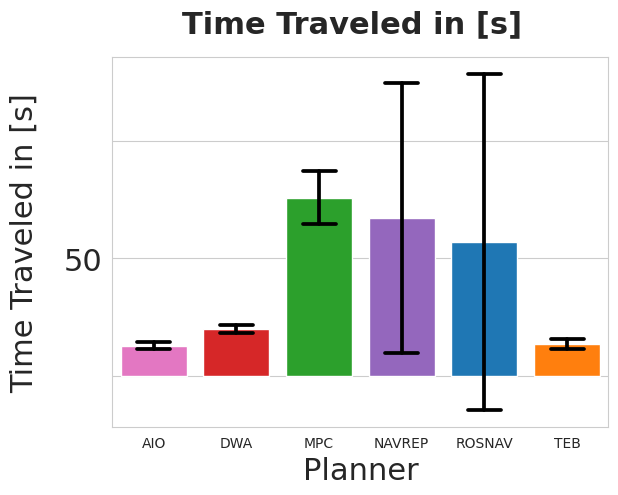 Time Traveled in [s]
Time Traveled in [s]
50
AIO DWA MPC NAVREP ROSNAV TEB
Planner